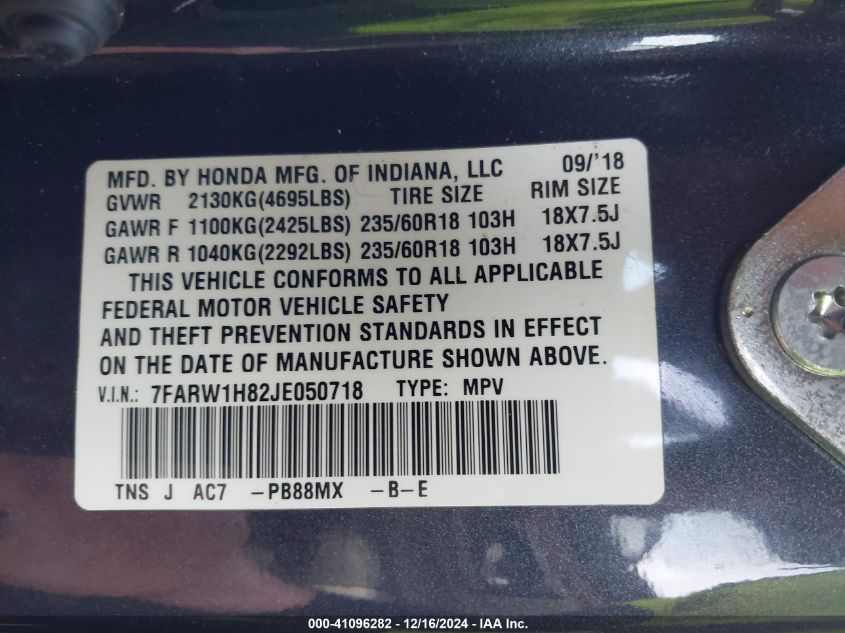 MFD. BY HONDA MFG. OF INDIANA, LLC 09/'18
GVWR 2130KG(4695LBS) TIRE SIZE RIM SIZE
GAWR F 1100KG(2425LBS) 235/60R18 103H 18X7.5J
GAWR R 1040KG(2292LBS) 235/60R18 103H 18X7.5J
THIS VEHICLE CONFORMS TO ALL APPLICABLE
FEDERAL MOTOR VEHICLE SAFETY
AND THEFT PREVENTION STANDARDS IN EFFECT
ON THE DATE OF MANUFACTURE SHOWN ABOVE.
V.I.N.: 7FARW1H82JE050718 TYPE: MPV
TNS J AC7 -PB88MX -B-E
000-41096282 - 12/16/2024 - IAA Inc.